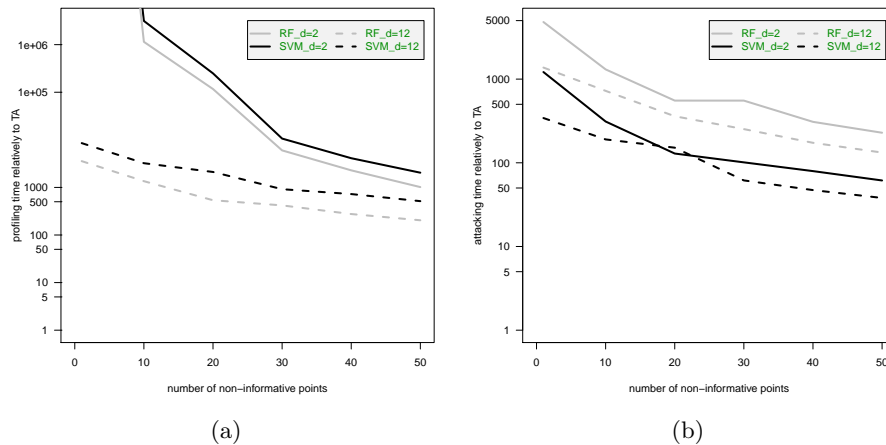 profiling time relatively to TA
1e+06
1e+05
1000
500
100
50
10
5
1
RF_d=2
SVM_d=2
RF_d=12
SVM_d=12
0 10 20 30 40 50
number of non−informative points
(a)
attacking time relatively to TA
5000
1000
500
100
50
10
5
1
RF_d=2
SVM_d=2
RF_d=12
SVM_d=12
0 10 20 30 40 50
number of non−informative points
(b)